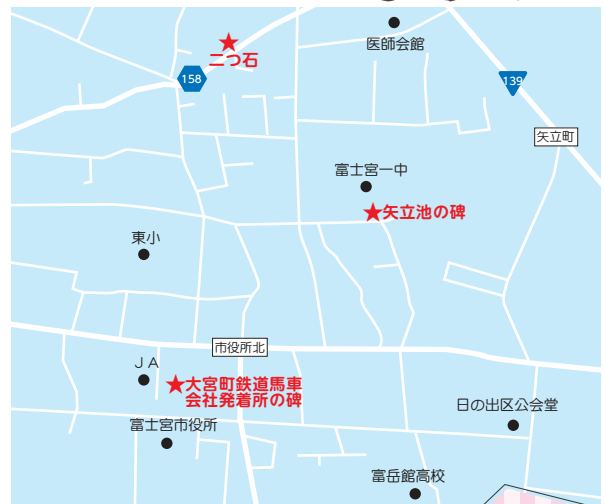 医師会館
二つ石
158
139
矢立町
富士宮一中
矢立池の碑
東小
市役所北
ＪＡ
大宮町鉄道馬車
会社発着所の碑
日の出区公会堂
富士宮市役所
富岳館高校